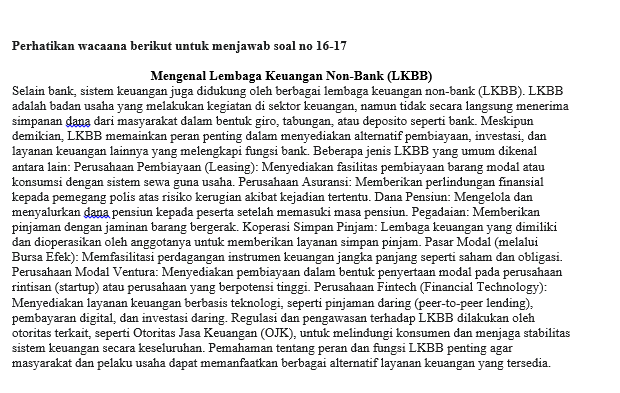 Perhatikan wacaana berikut untuk menjawab soal no 16-17
Mengenal Lembaga Keuangan Non-Bank (LKBB)
Selain bank, sistem keuangan juga didukung oleh berbagai lembaga keuangan non-bank (LKBB). LKBB
adalah badan usaha yang melakukan kegiatan di sektor keuangan, namun tidak secara langsung menerima
simpanan dana dari masyarakat dalam bentuk giro, tabungan, atau deposito seperti bank. Meskipun
demikian, LKBB memainkan peran penting dalam menyediakan alternatif pembiayaan, investasi, dan
layanan keuangan lainnya yang melengkapi fungsi bank. Beberapa jenis LKBB yang umum dikenal
antara lain: Perusahaan Pembiayaan (Leasing): Menyediakan fasilitas pembiayaan barang modal atau
konsumsi dengan sistem sewa guna usaha. Perusahaan Asuransi: Memberikan perlindungan finansial
kepada pemegang polis atas risiko kerugian akibat kejadian tertentu. Dana Pensiun: Mengelola dan
menyalurkan dana pensiun kepada peserta setelah memasuki masa pensiun. Pegadaian: Memberikan
pinjaman dengan jaminan barang bergerak. Koperasi Simpan Pinjam: Lembaga keuangan yang dimiliki
dan dioperasikan oleh anggotanya untuk memberikan layanan simpan pinjam. Pasar Modal (melalui
Bursa Efek): Memfasilitasi perdagangan instrumen keuangan jangka panjang seperti saham dan obligasi.
Perusahaan Modal Ventura: Menyediakan pembiayaan dalam bentuk penyertaan modal pada perusahaan
rintisan (startup) atau perusahaan yang berpotensi tinggi. Perusahaan Fintech (Financial Technology):
Menyediakan layanan keuangan berbasis teknologi, seperti pinjaman daring (peer-to-peer lending),
pembayaran digital, dan investasi daring. Regulasi dan pengawasan terhadap LKBB dilakukan oleh
otoritas terkait, seperti Otoritas Jasa Keuangan (OJK), untuk melindungi konsumen dan menjaga stabilitas
sistem keuangan secara keseluruhan. Pemahaman tentang peran dan fungsi LKBB penting agar
masyarakat dan pelaku usaha dapat memanfaatkan berbagai alternatif layanan keuangan yang tersedia.